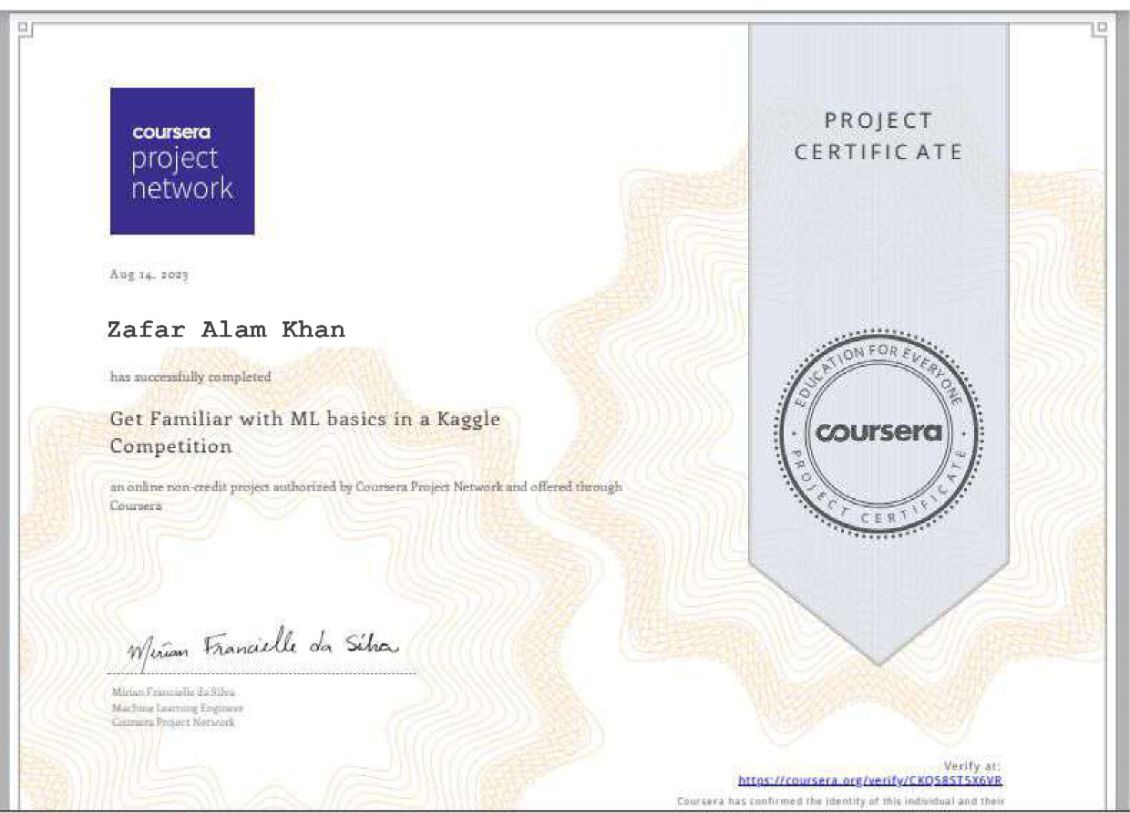 coursera
project
network
PROJECT
CERTIFICATE
Aug 14, 2023
Zafar Alam Khan
has successfully completed
Get Familiar with ML basics in a Kaggle
Competition
an online non-credit project authorized by Coursera Project Network and offered through
Coursera
EDUCATION FOR EVERYONE
coursera
PROJECT CERTIFICATE
Mirian Francielle da Silva
Mirian Francielle da Silva
Machine Learning Engineer
Coursera Project Network
Verify at:
https://coursera.org/verify/CKQ58ST5X6VR
Coursera has confirmed the identity of this individual and their